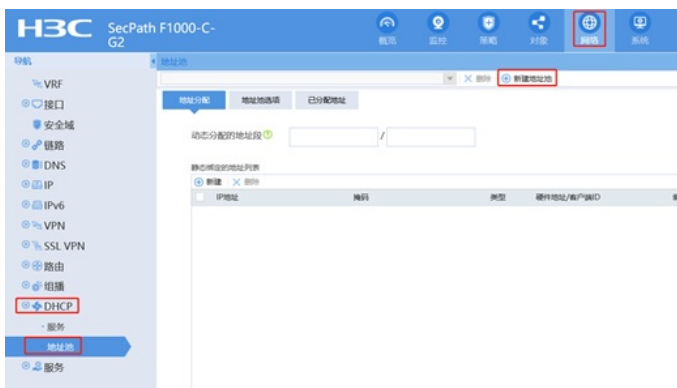 H3C SecPath F1000-C-G2
概览 监控 策略 对象 网络 系统
导航
地址池
VRF
删除 新建地址池
接口
地址分配 地址池选项 已分配地址
安全域
动态分配的地址段 /
链路
DNS
静态绑定的地址列表
新建 删除
IP
IP地址 掩码 类型 硬件地址/客户端ID
IPv6
VPN
SSL VPN
路由
组播
DHCP
服务
地址池
服务